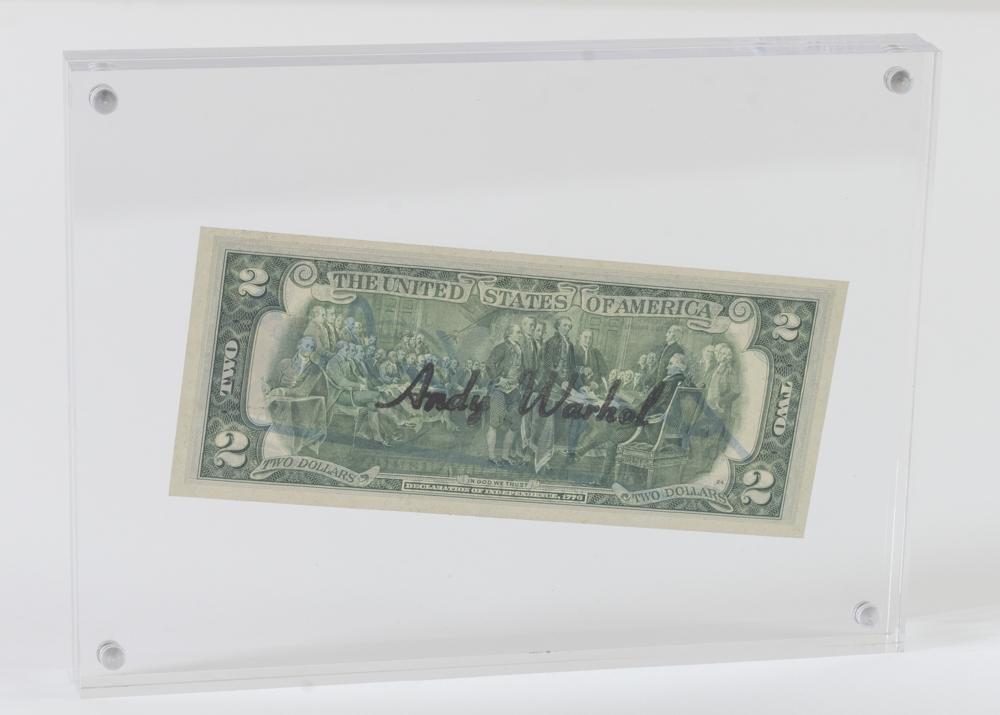 2 2
THE UNITED STATES OF AMERICA
TWO TWO
Andy Warhol
2 2
TWO DOLLARS TWO DOLLARS
IN GOD WE TRUST
DECLARATION OF INDEPENDENCE, 1776